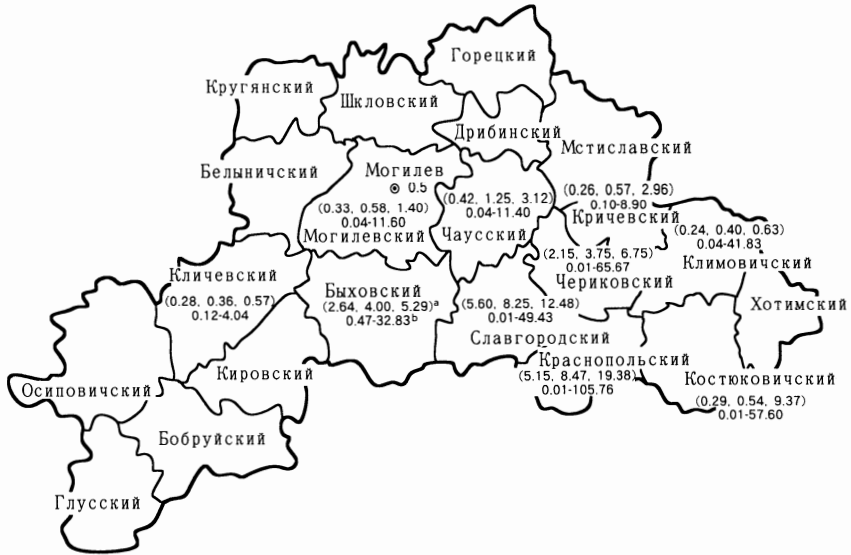 Горецкий
Кругянский
Шкловский
Дрибинский
Мстиславский
Белыничский
Могилев
0.5
(0.33, 0.58, 1.40)
0.04-11.60
Могилевский
(0.42, 1.25, 3.12)
0.04-11.40
Чаусский
(0.26, 0.57, 2.96)
0.10-8.90
Кричевский
(0.24, 0.40, 0.63)
0.04-41.83
Климовичский
(2.15, 3.75, 6.75)
0.01-65.67
Чериковский
Хотимский
Кличевский
(0.28, 0.36, 0.57)
0.12-4.04
Быховский
(2.64, 4.00, 5.29)a
0.47-32.83b
(5.60, 8.25, 12.48)
0.01-49.43
Славгородский
Краснопольский
(5.15, 8.47, 19.38)
0.01-105.76
Костюковичский
(0.29, 0.54, 9.37)
0.01-57.60
Осиповичский
Кировский
Бобруйский
Глусский